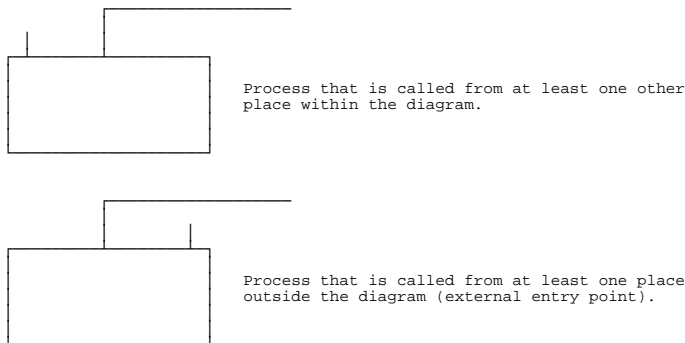 Process that is called from at least one other
place within the diagram.
Process that is called from at least one place
outside the diagram (external entry point).